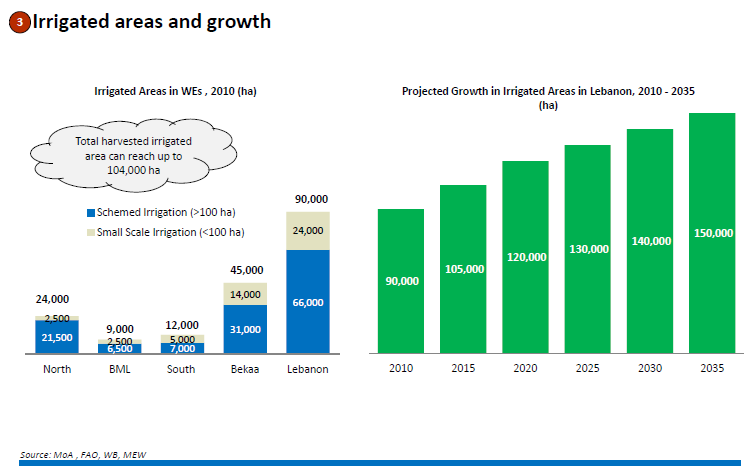 3 Irrigated areas and growth
Irrigated Areas in WEs , 2010 (ha)
Total harvested irrigated
area can reach up to
104,000 ha
Schemed Irrigation (>100 ha)
Small Scale Irrigation (<100 ha)
24,000
2,500
21,500
9,000
2,500
6,500
12,000
5,000
7,000
45,000
14,000
31,000
90,000
24,000
66,000
North BML South Bekaa Lebanon
Projected Growth in Irrigated Areas in Lebanon, 2010 - 2035
(ha)
90,000
105,000
120,000
130,000
140,000
150,000
2010 2015 2020 2025 2030 2035
Source: MoA , FAO, WB, MEW